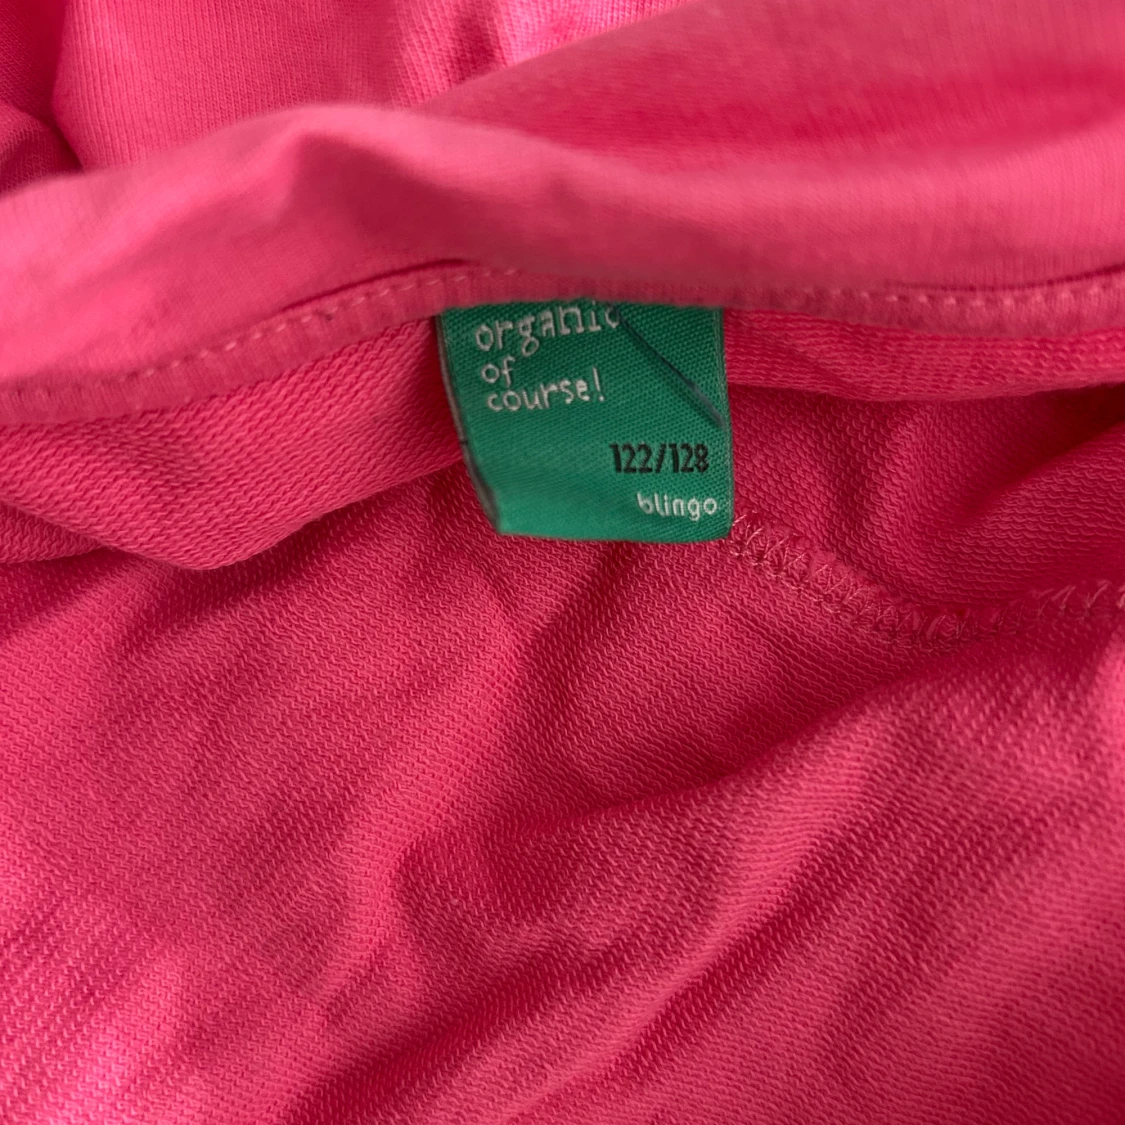 organic
of
course!
122/128
blingo